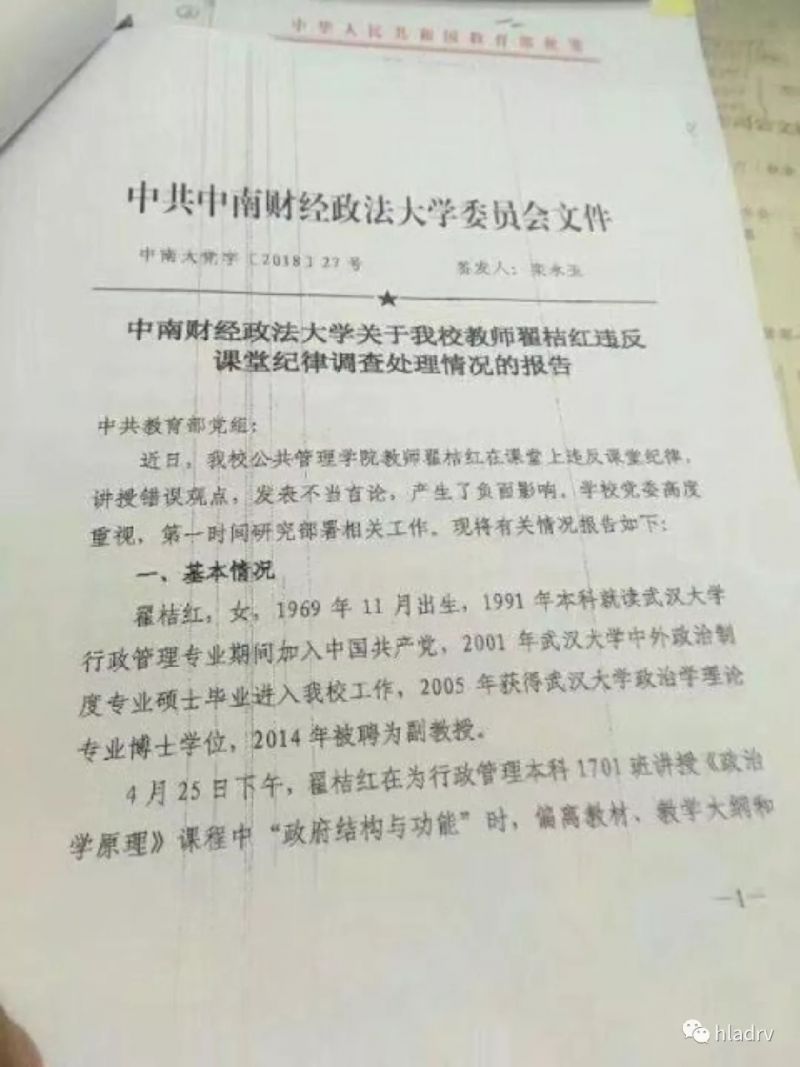 中华人民共和国教育部
中共中南财经政法大学委员会文件
中南大党字〔2018〕27号 签发人:栾永玉
中南财经政法大学关于我校教师翟桔红违反
课堂纪律调查处理情况的报告
中共教育部党组:
近日,我校公共管理学院教师翟桔红在课堂上违反课堂纪律,
讲授错误观点,发表不当言论,产生了负面影响。学校党委高度
重视,第一时间研究部署相关工作。现将有关情况报告如下:
一、基本情况
翟桔红,女,1969年11月出生,1991年本科就读武汉大学
行政管理专业期间加入中国共产党,2001年武汉大学中外政治制
度专业硕士毕业进入我校工作,2005年获得武汉大学政治学理论
专业博士学位,2014年被聘为副教授。
4月25日下午,翟桔红在为行政管理本科1701班讲授《政治
学原理》课程中“政府结构与功能”时,偏离教材、教学大纲和
—1—
hladrv